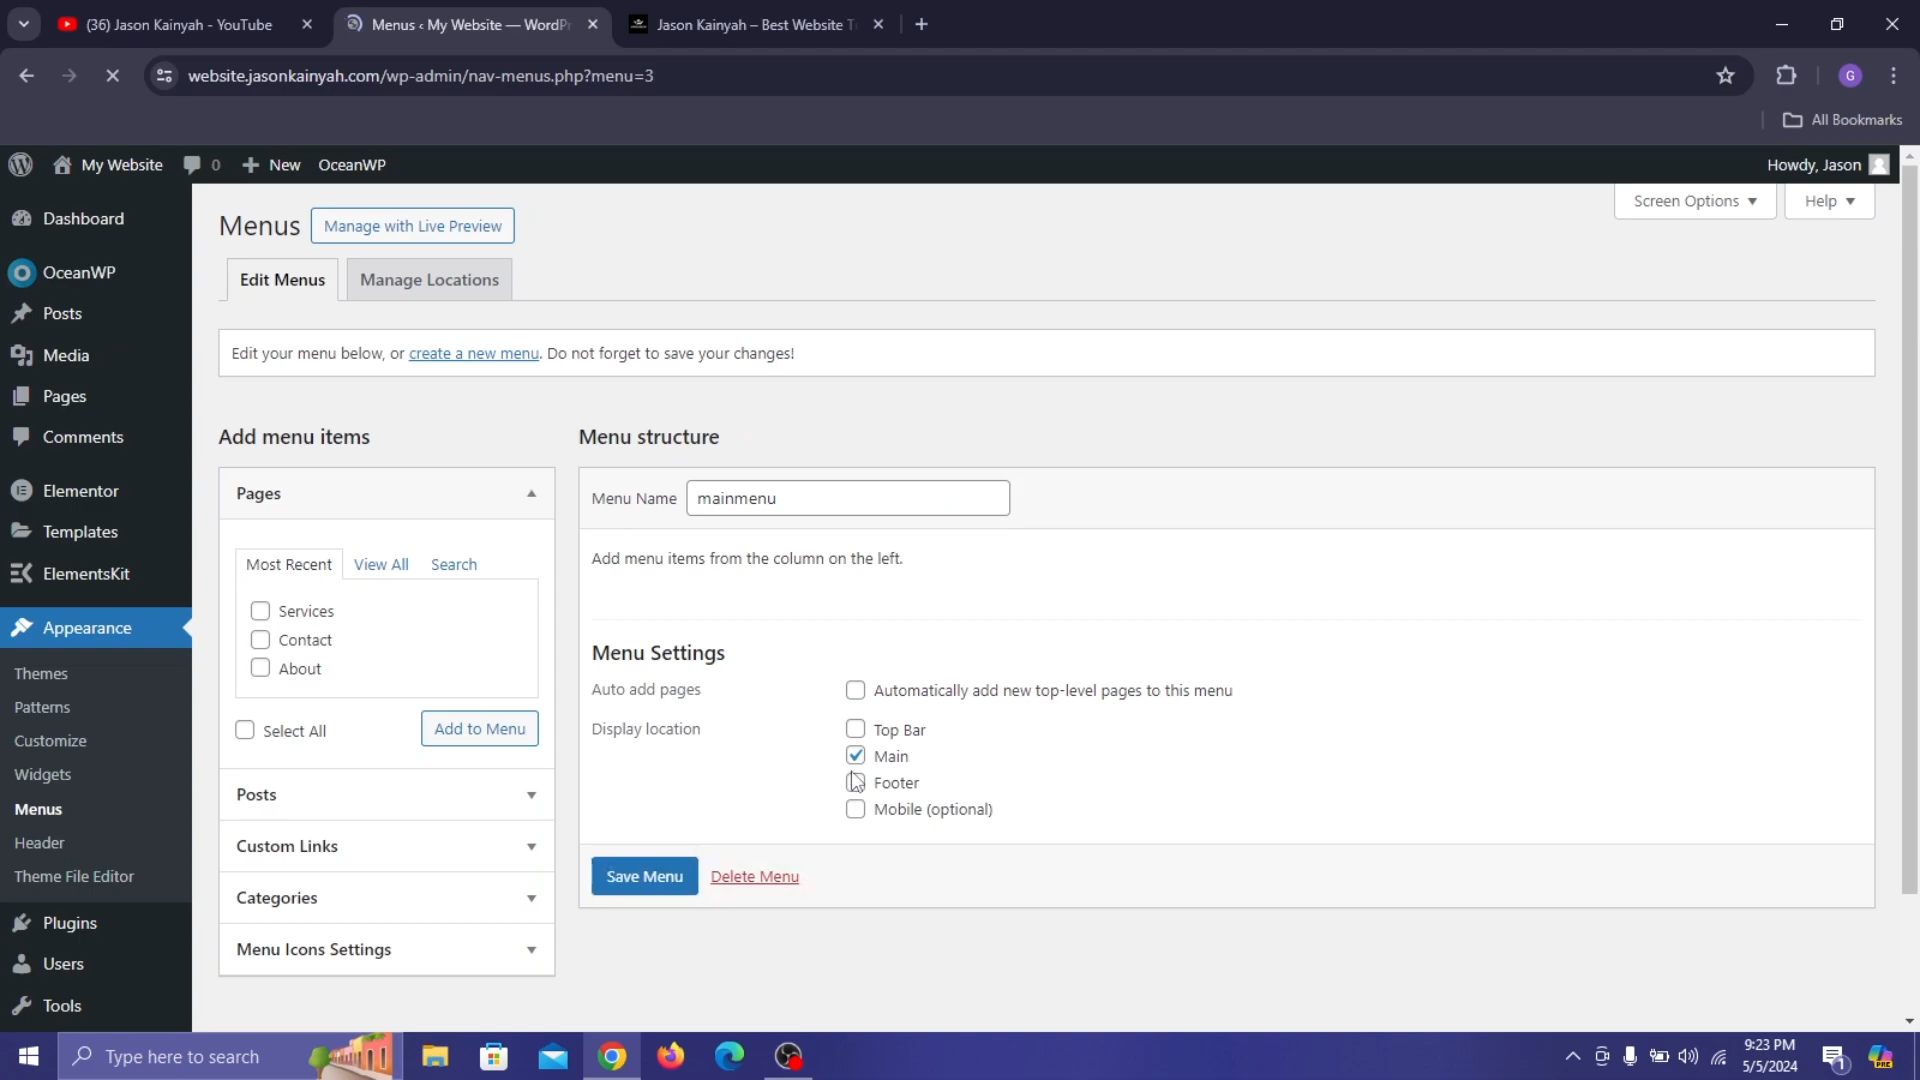 (36) Jason Kainyah - YouTube
Menus ‹ My Website — WordPr
Jason Kainyah – Best Website T
website.jasonkainyah.com/wp-admin/nav-menus.php?menu=3
G
All Bookmarks
My Website
0
New
OceanWP
Howdy, Jason
Screen Options
Help
Dashboard
OceanWP
Posts
Media
Pages
Comments
Elementor
Templates
ElementsKit
Appearance
Themes
Patterns
Customize
Widgets
Menus
Header
Theme File Editor
Plugins
Users
Tools
Menus
Manage with Live Preview
Edit Menus
Manage Locations
Edit your menu below, or create a new menu. Do not forget to save your changes!
Add menu items
Pages
Most Recent
View All
Search
Services
Contact
About
Select All
Add to Menu
Posts
Custom Links
Categories
Menu Icons Settings
Menu structure
Menu Name
mainmenu
Add menu items from the column on the left.
Menu Settings
Auto add pages
Automatically add new top-level pages to this menu
Display location
Top Bar
Main
Footer
Mobile (optional)
Save Menu
Delete Menu
Type here to search
9:23 PM
5/5/2024
1
PRE